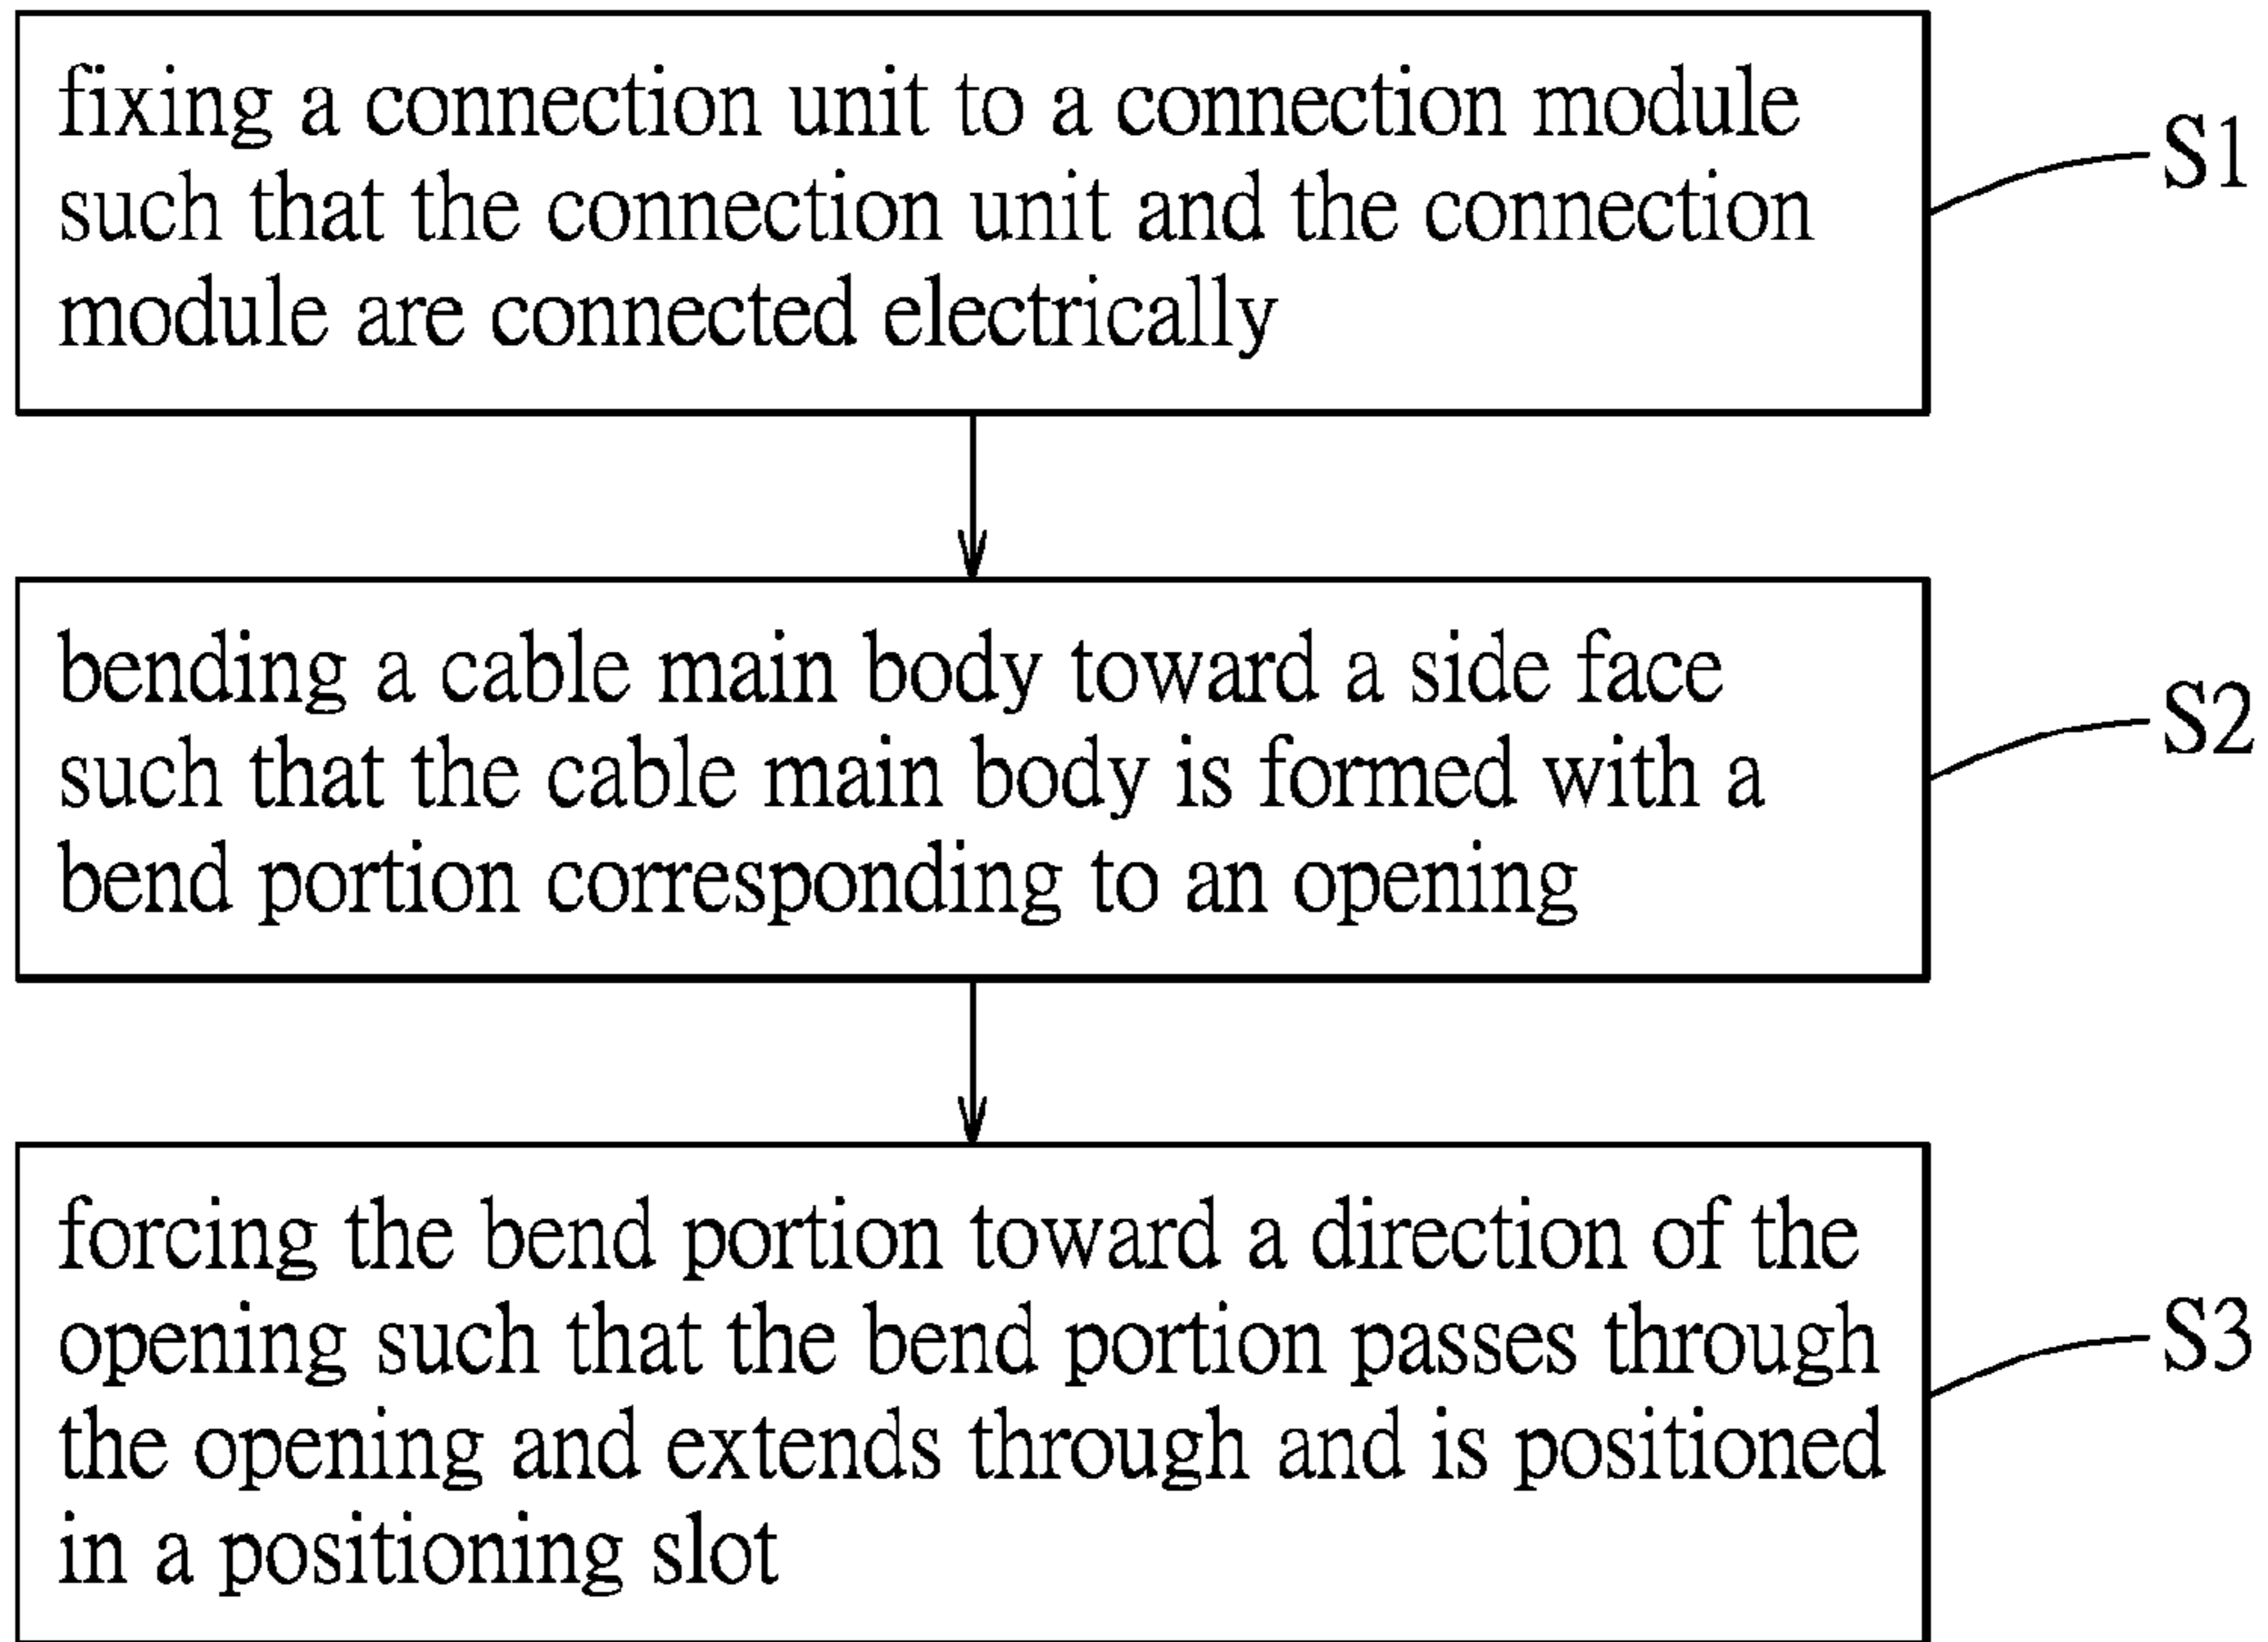 fixing a connection unit to a connection module
such that the connection unit and the connection
module are connected electrically
S1
bending a cable main body toward a side face
such that the cable main body is formed with a
bend portion corresponding to an opening
S2
forcing the bend portion toward a direction of the
opening such that the bend portion passes through
the opening and extends through and is positioned
in a positioning slot
S3